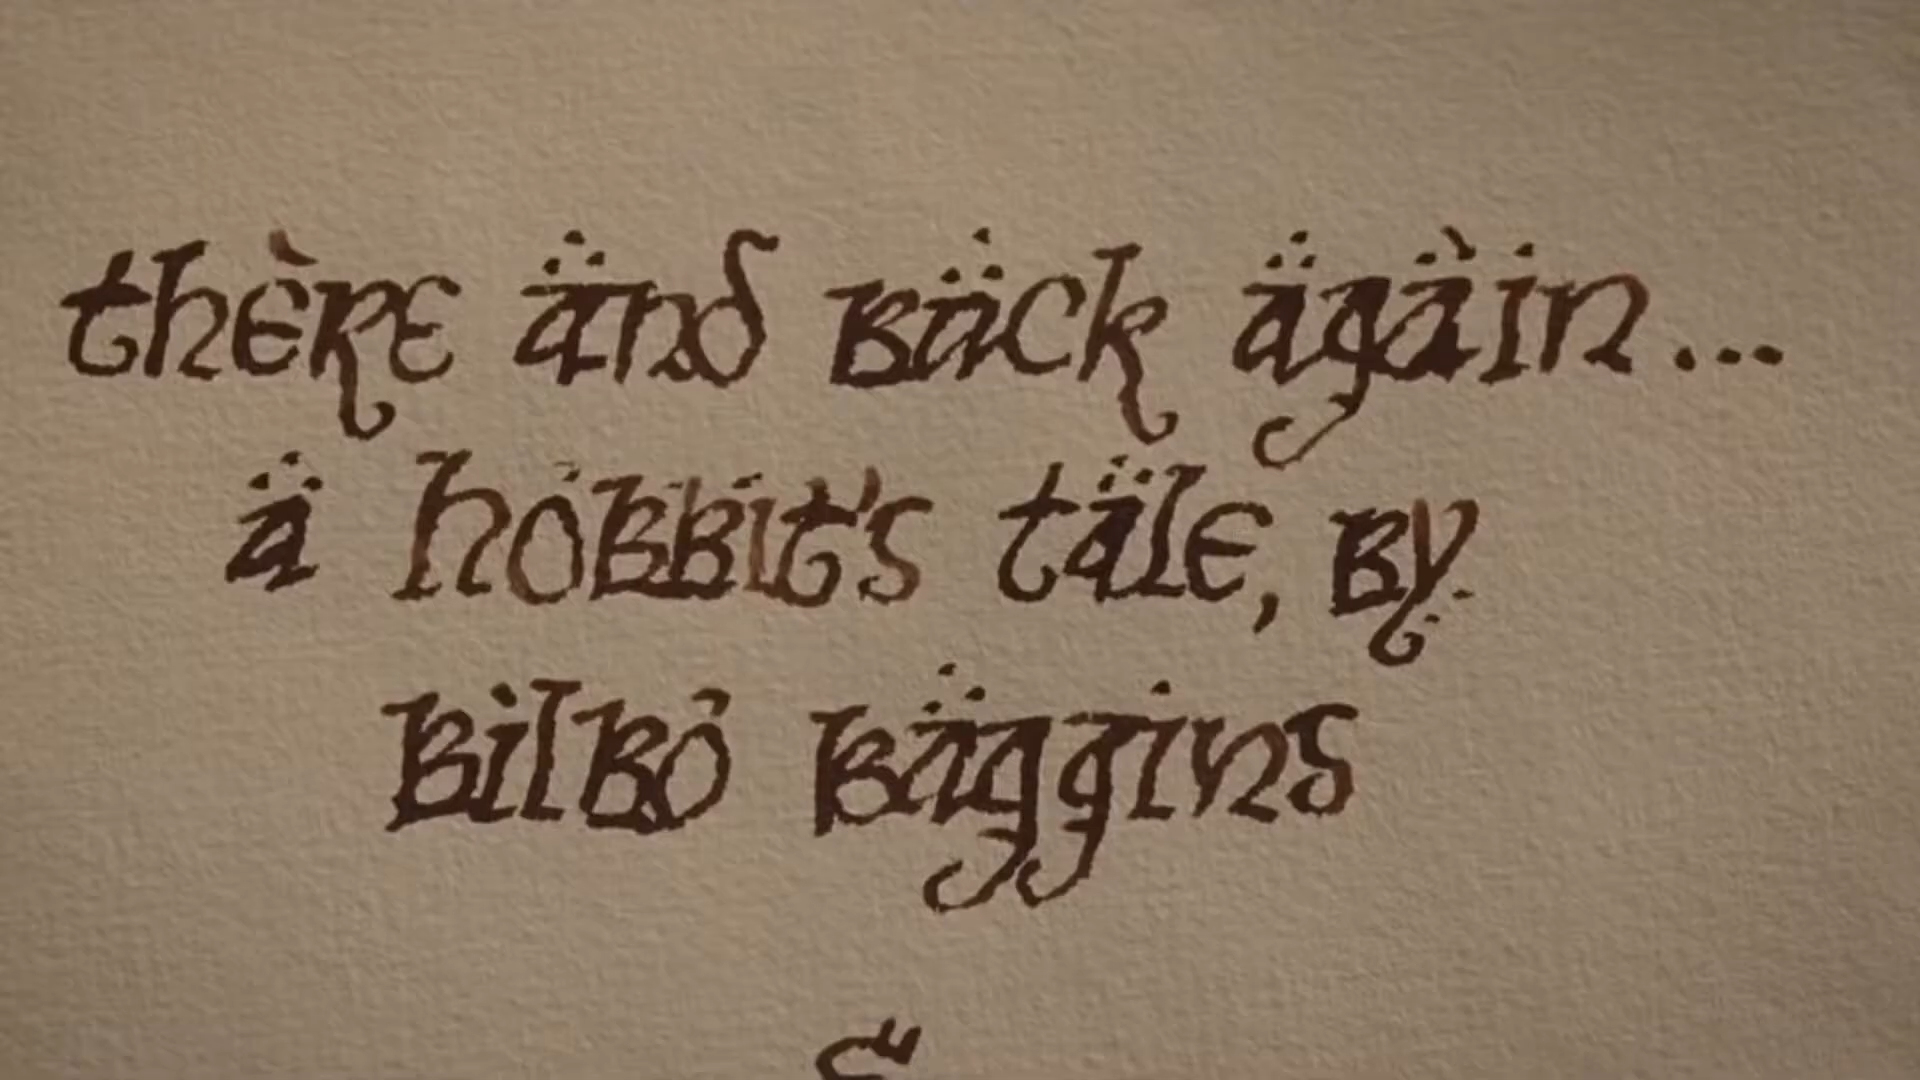 there and back again...
a hobbit's tale, by
bilbo baggins